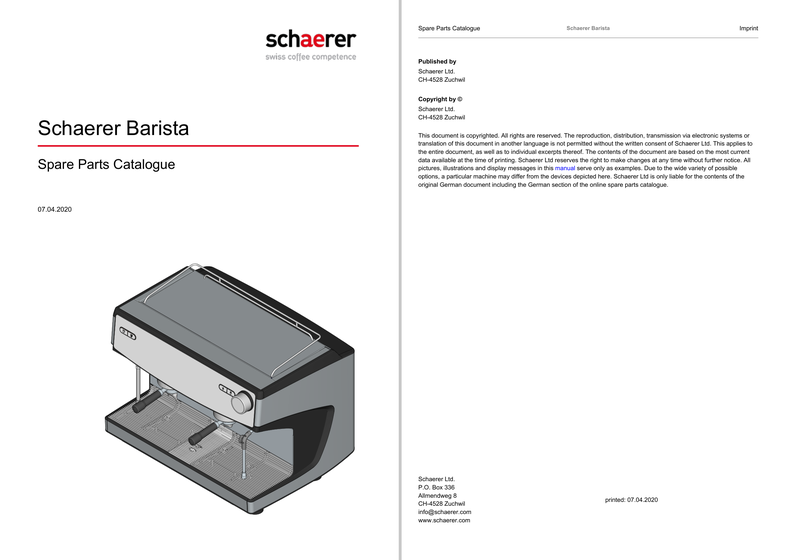 schaerer
swiss coffee competence
Schaerer Barista
Spare Parts Catalogue
07.04.2020
Spare Parts Catalogue Schaerer Barista Imprint
Published by
Schaerer Ltd.
CH-4528 Zuchwil
Copyright by ©
Schaerer Ltd.
CH-4528 Zuchwil
This document is copyrighted. All rights are reserved. The reproduction, distribution, transmission via electronic systems or
translation of this document in another language is not permitted without the written consent of Schaerer Ltd. This applies to
the entire document, as well as to individual excerpts thereof. The contents of the document are based on the most current
data available at the time of printing. Schaerer Ltd reserves the right to make changes at any time without further notice. All
pictures, illustrations and display messages in this manual serve only as examples. Due to the wide variety of possible
options, a particular machine may differ from the devices depicted here. Schaerer Ltd is only liable for the contents of the
original German document including the German section of the online spare parts catalogue.
Schaerer Ltd.
P.O. Box 336
Allmendweg 8
CH-4528 Zuchwil
info@schaerer.com
www.schaerer.com
printed: 07.04.2020